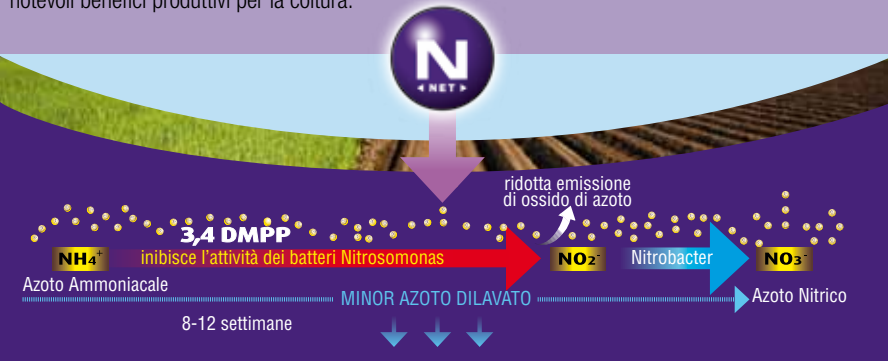 notevoli benefici produttivi per la coltura.
N
NET
ridotta emissione
di ossido di azoto
3,4 DMPP
NH4+ inibisce l'attività dei batteri Nitrosomonas NO2- Nitrobacter NO3-
Azoto Ammoniacale MINOR AZOTO DILAVATO Azoto Nitrico
8-12 settimane